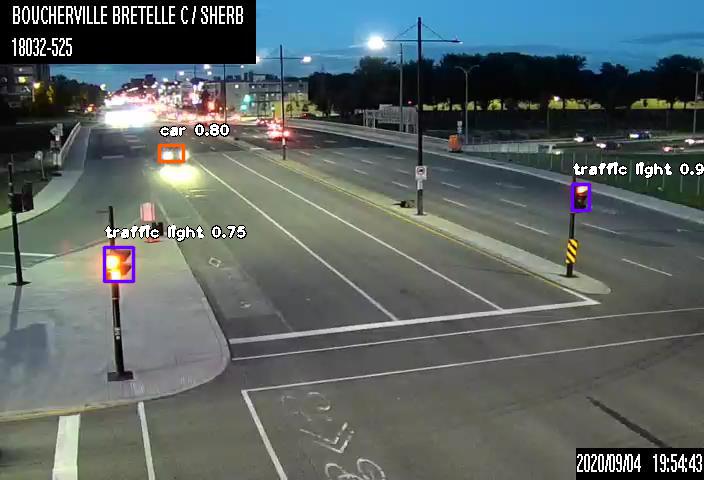 BOUCHERVILLE BRETELLE C / SHERB
18032-525
car 0.80
traffic light 0.9
traffic light 0.75
2020/09/04 19:54:43